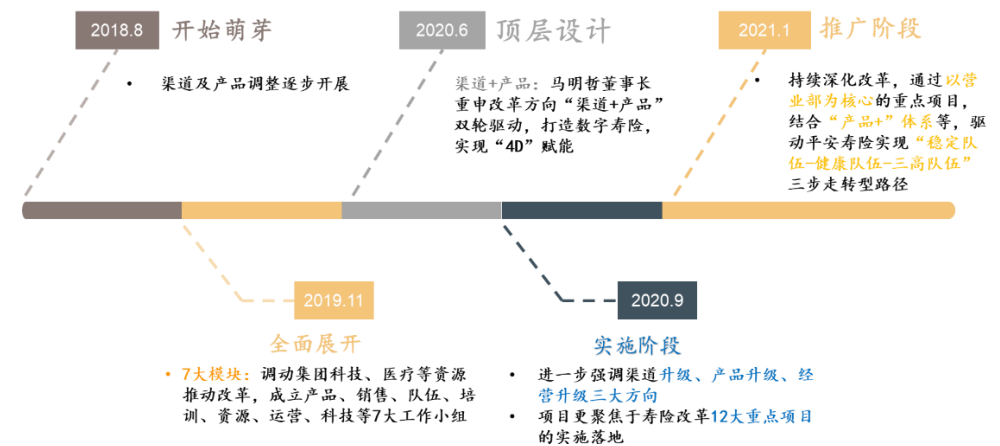 2018.8 开始萌芽
• 渠道及产品调整逐步开展
2020.6 顶层设计
渠道+产品：马明哲董事长
重申改革方向“渠道+产品”
双轮驱动，打造数字寿险，
实现“4D”赋能
2021.1 推广阶段
• 持续深化改革，通过以营
业部为核心的重点项目，
结合“产品+”体系等，驱
动平安寿险实现“稳定队
伍-健康队伍-三高队伍”
三步走转型路径
2019.11
全面展开
• 7大模块：调动集团科技、医疗等资源
推动改革，成立产品、销售、队伍、培
训、资源、运营、科技等7大工作小组
2020.9
实施阶段
• 进一步强调渠道升级、产品升级、经
营升级三大方向
• 项目更聚焦于寿险改革12大重点项目
的实施落地